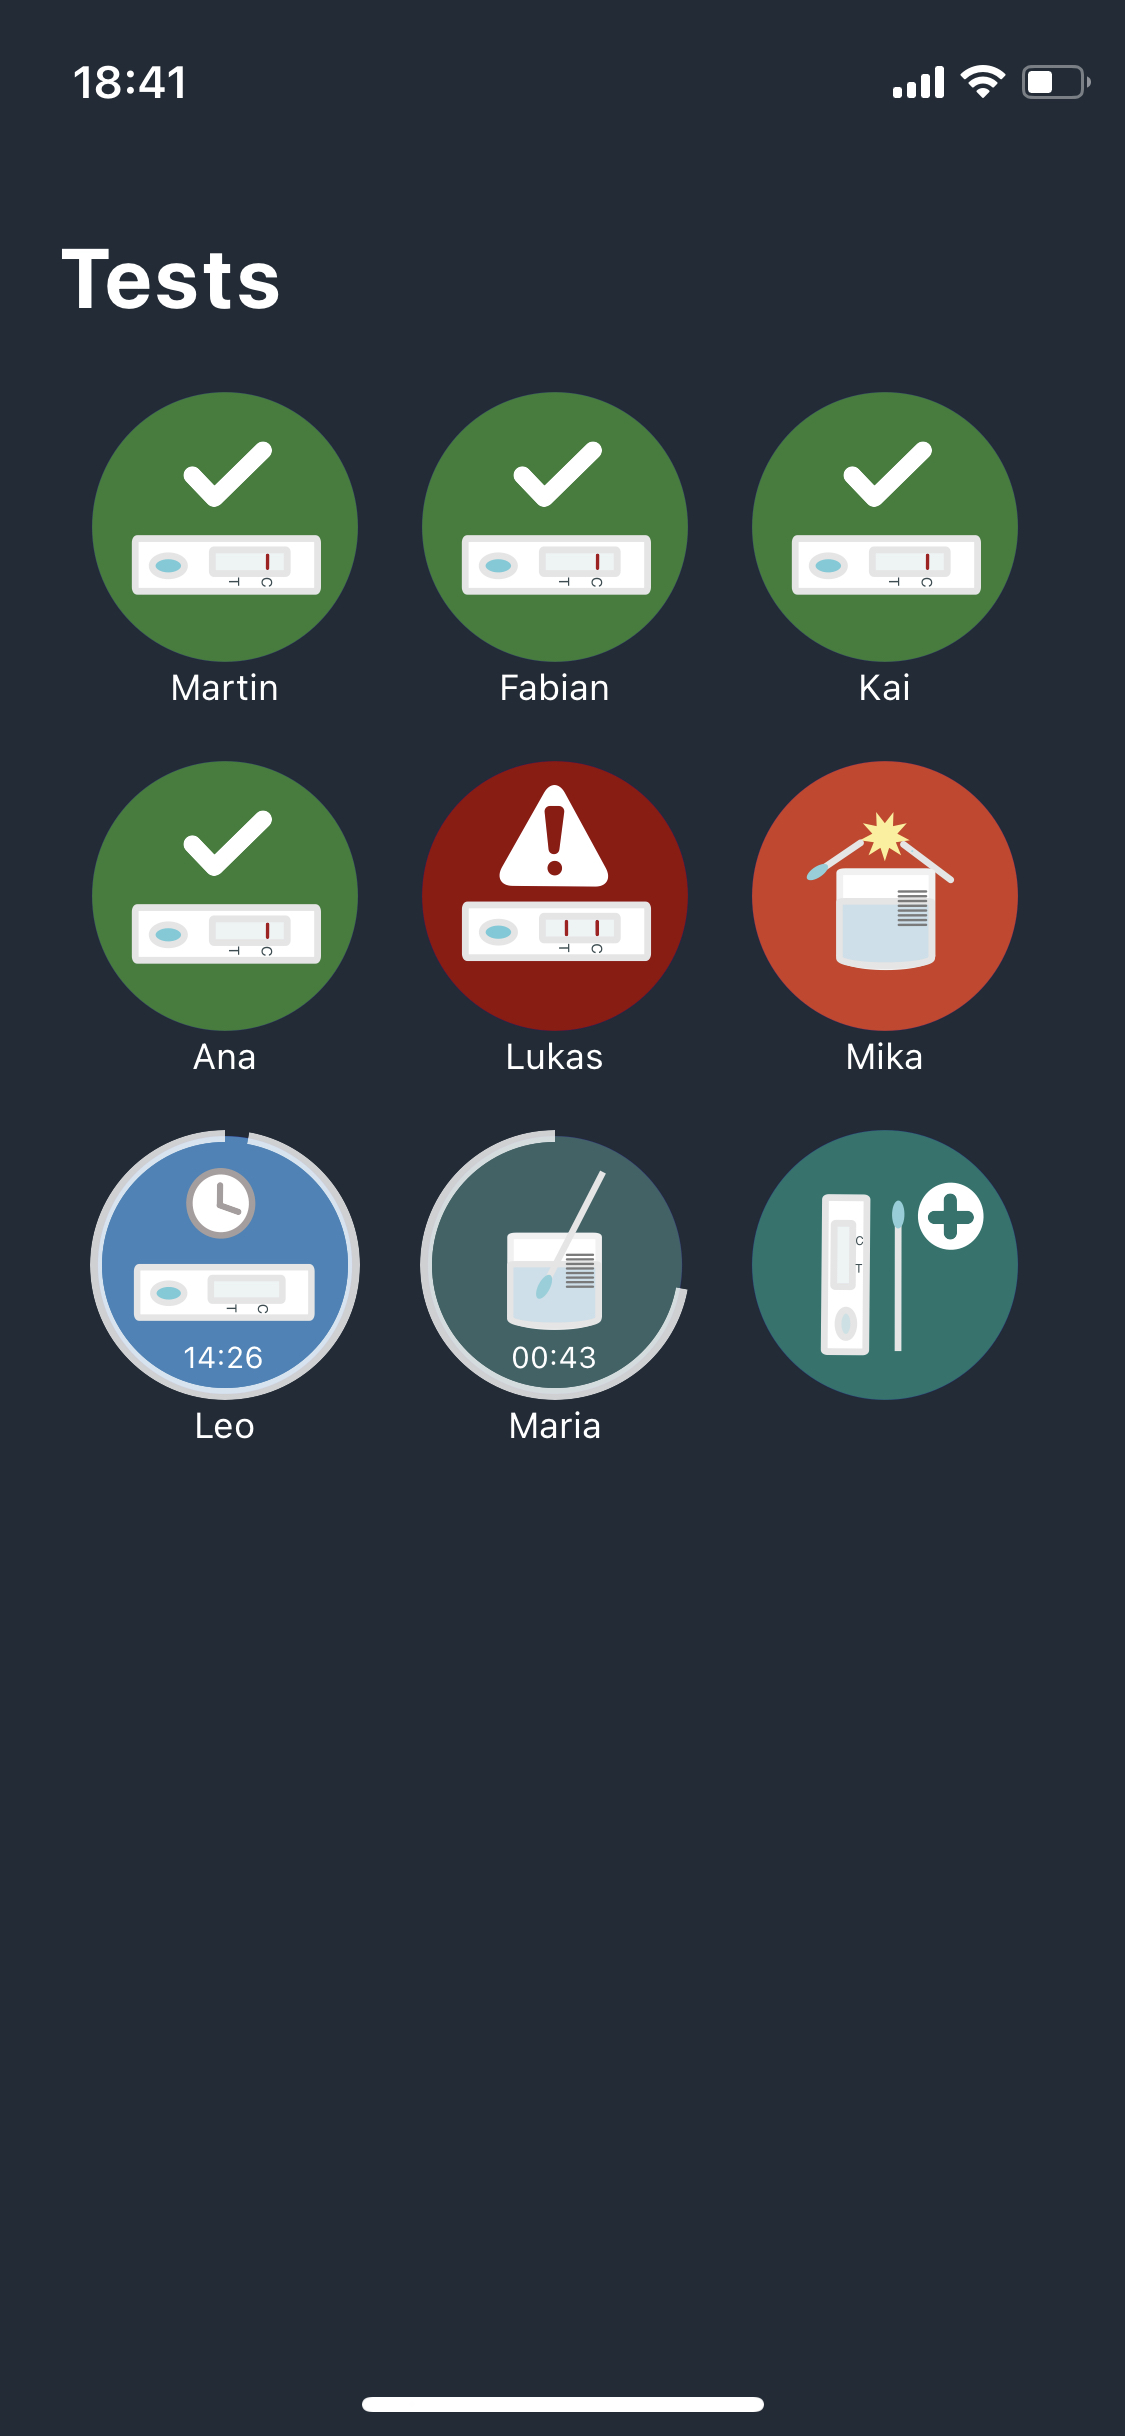 18:41
Tests
T C
T C
T C
Martin
Fabian
Kai
T C
T C
Ana
Lukas
Mika
T C
C
T
14:26
00:43
Leo
Maria